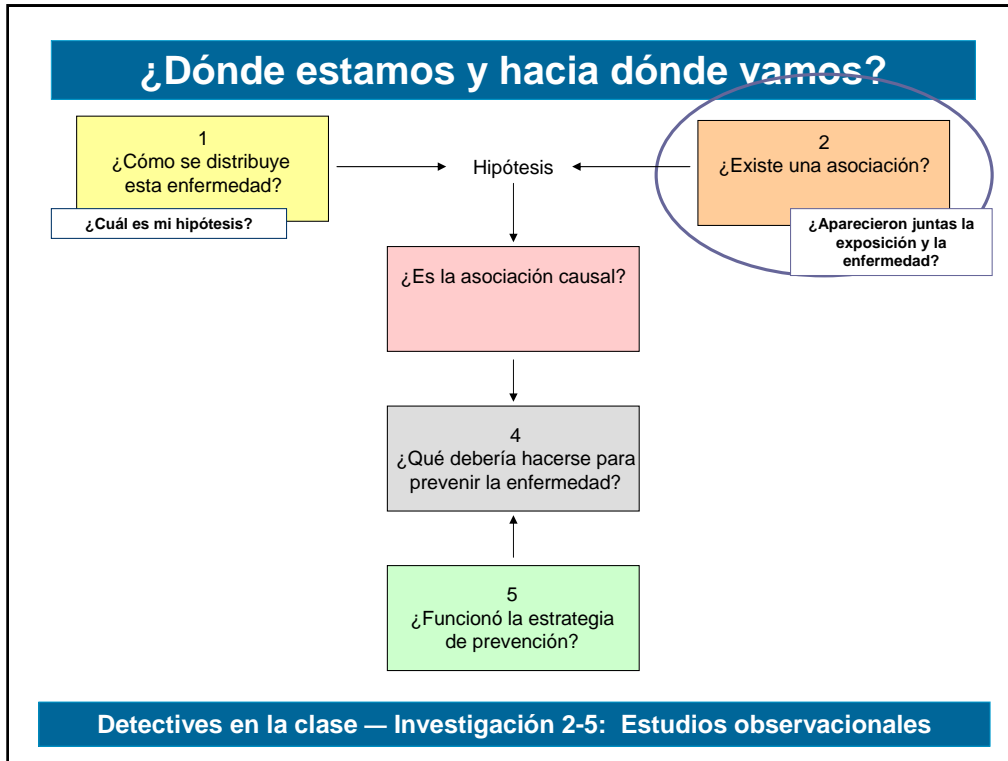 ¿Dónde estamos y hacia dónde vamos?
1
¿Cómo se distribuye
esta enfermedad?
¿Cuál es mi hipótesis?
Hipótesis
2
¿Existe una asociación?
¿Aparecieron juntas la
exposición y la
enfermedad?
¿Es la asociación causal?
4
¿Qué debería hacerse para
prevenir la enfermedad?
5
¿Funcionó la estrategia
de prevención?
Detectives en la clase — Investigación 2-5: Estudios observacionales